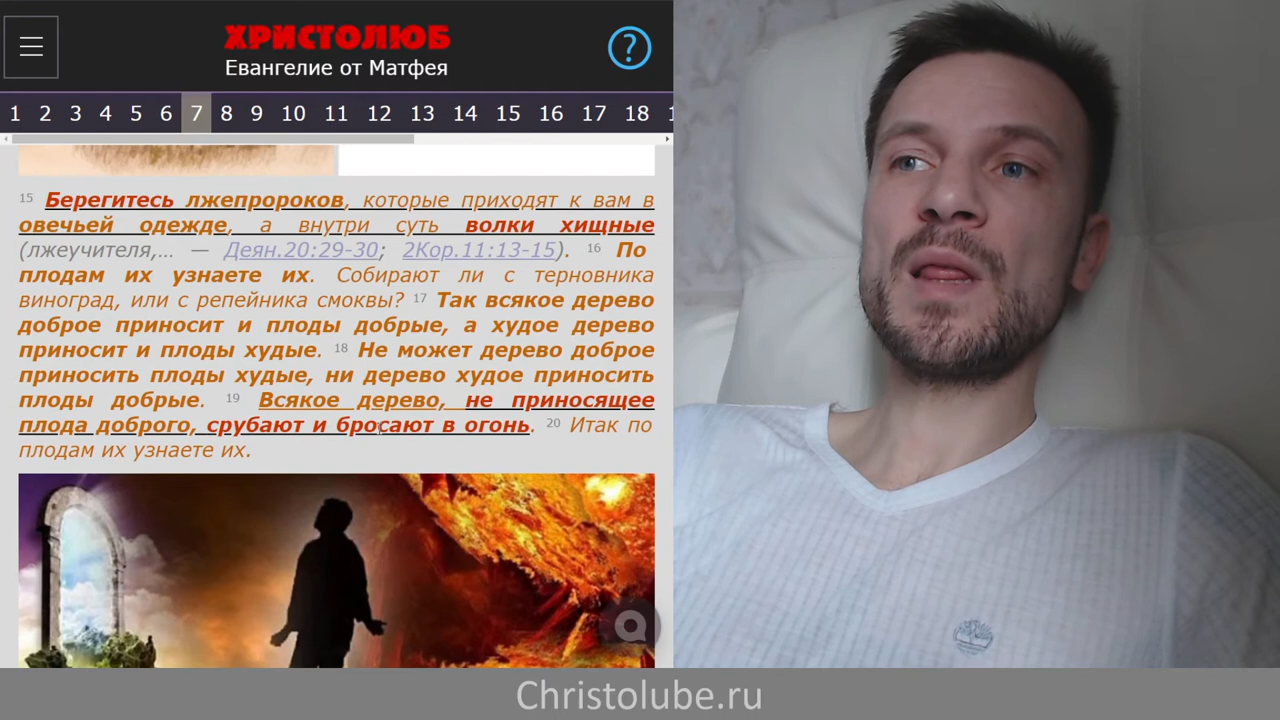 ХРИСТОЛЮБ
Евангелие от Матфея
?
1 2 3 4 5 6 7 8 9 10 11 12 13 14 15 16 17 18
15 Берегитесь лжепророков, которые приходят к вам в
овечьей одежде, а внутри суть волки хищные
(лжеучителя,... — Деян.20:29-30; 2Кор.11:13-15). 16 По
плодам их узнаете их. Собирают ли с терновника
виноград, или с репейника смоквы? 17 Так всякое дерево
доброе приносит и плоды добрые, а худое дерево
приносит и плоды худые. 18 Не может дерево доброе
приносить плоды худые, ни дерево худое приносить
плоды добрые. 19 Всякое дерево, не приносящее
плода доброго, срубают и бросают в огонь. 20 Итак по
плодам их узнаете их.
Christolube.ru